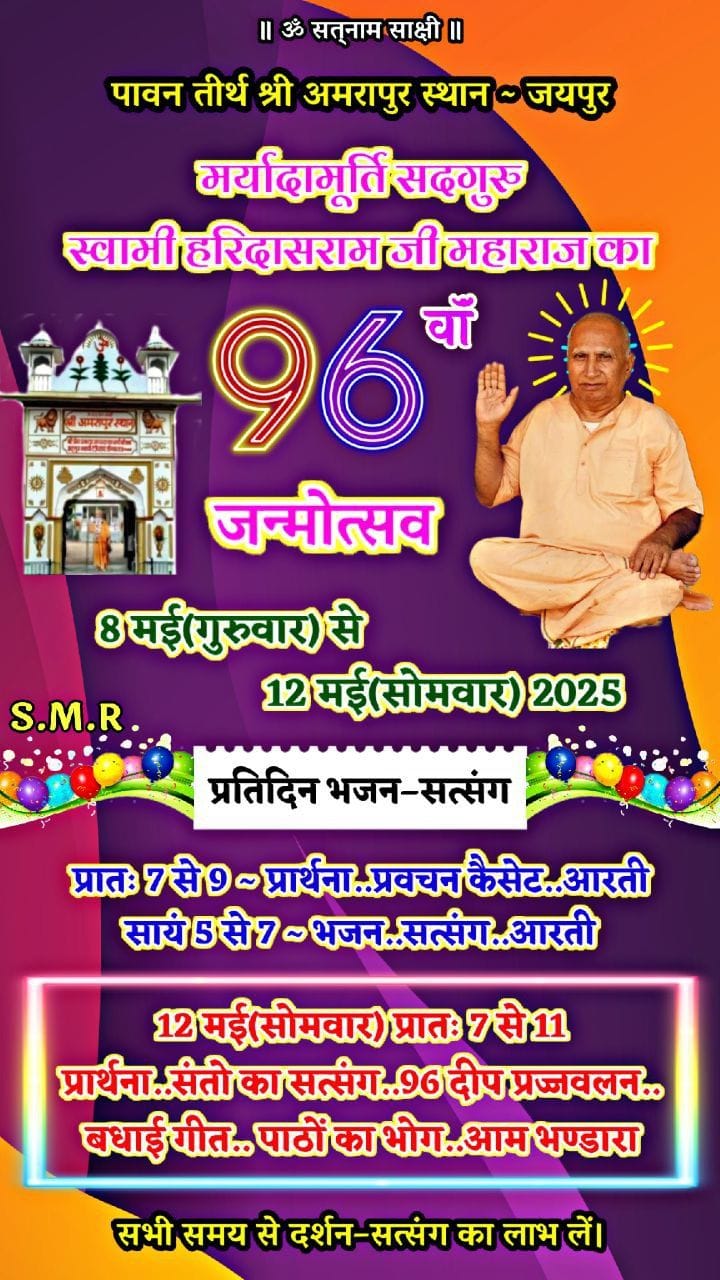 ॥ ॐ सत्‌नाम साक्षी ॥
पावन तीर्थ श्री अमरापुर स्थान ~ जयपुर
मर्यादामूर्ति सदगुरु
स्वामी हरिदासराम जी महाराज का
96 वाँ
श्री अमरापुर स्थान
जन्मोत्सव
8 मई(गुरुवार) से
12 मई(सोमवार) 2025
S.M.R
प्रतिदिन भजन-सत्संग
प्रातः 7 से 9 ~ प्रार्थना..प्रवचन कैसेट..आरती
सायं 5 से 7 ~ भजन..सत्संग..आरती
12 मई(सोमवार) प्रातः 7 से 11
प्रार्थना..संतो का सत्संग..96 दीप प्रज्जवलन..
बधाई गीत.. पाठों का भोग..आम भण्डारा
सभी समय से दर्शन-सत्संग का लाभ लें।